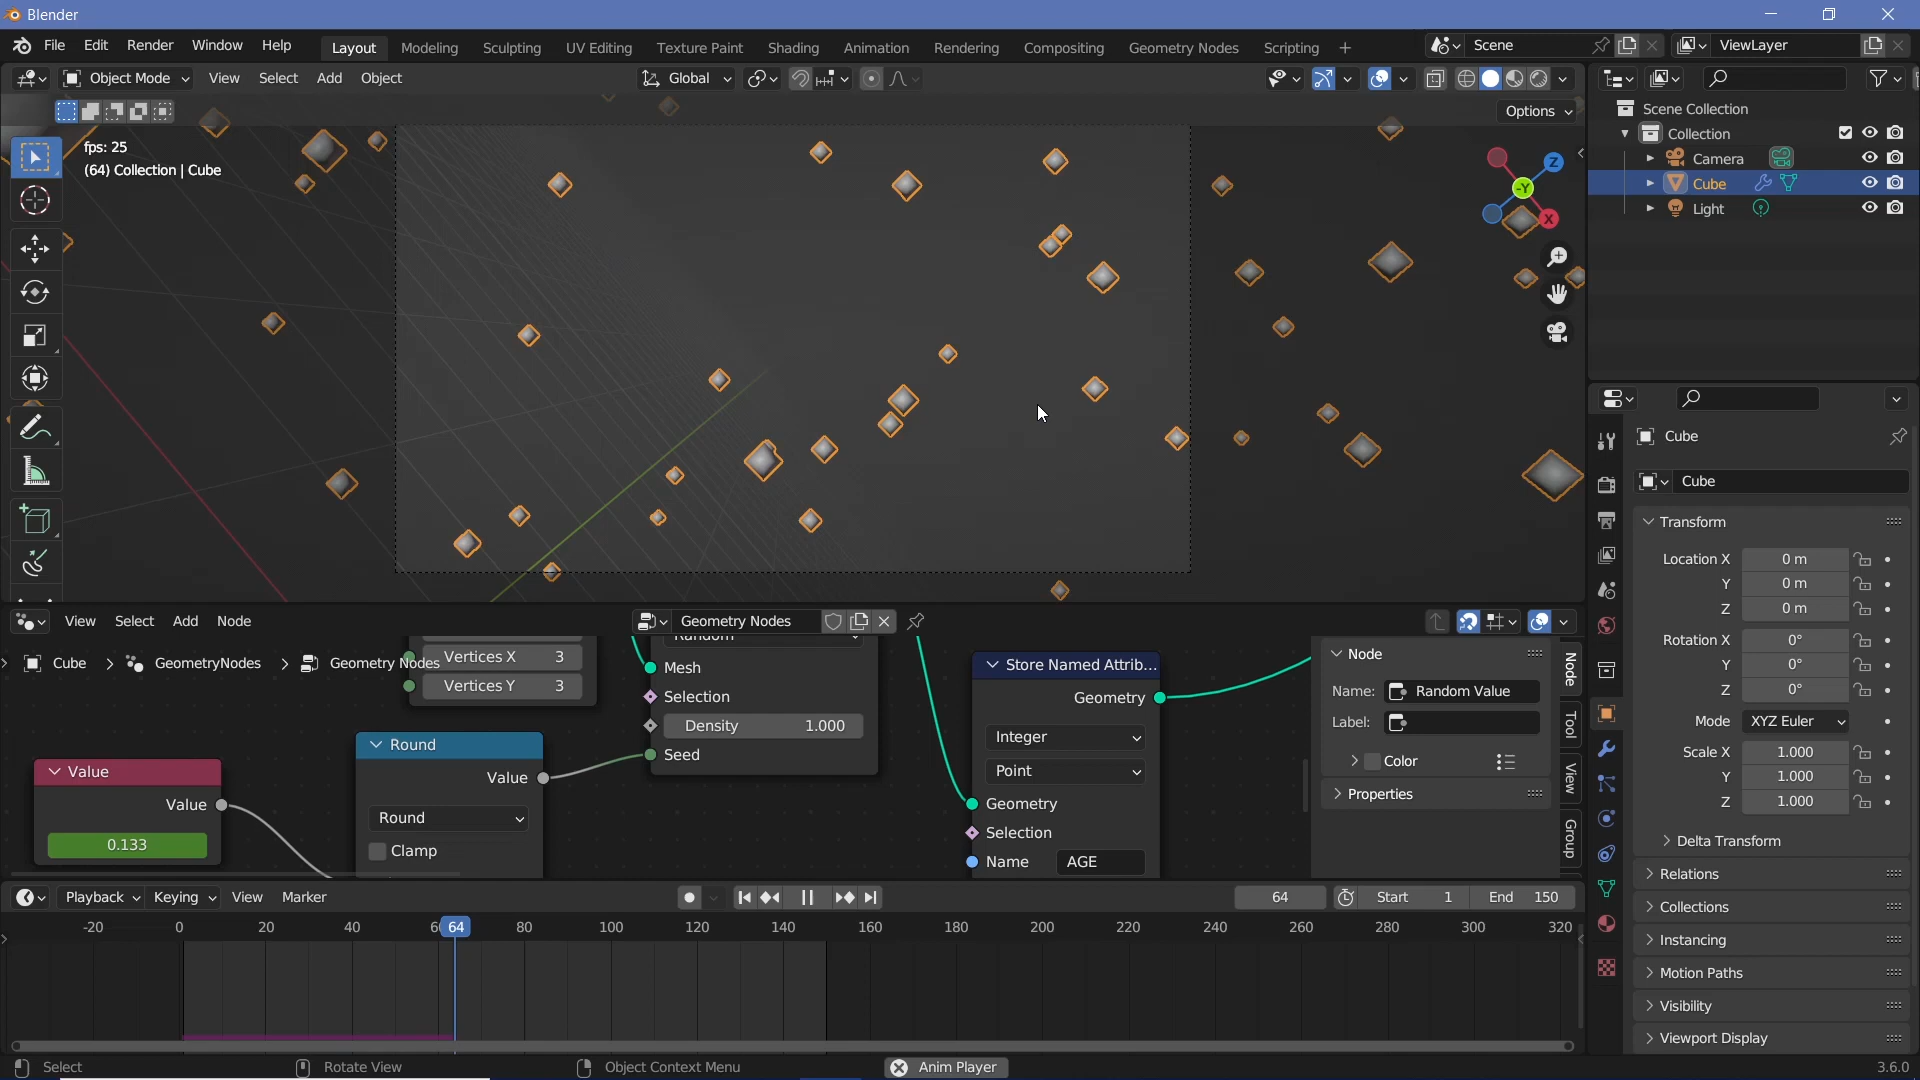 Blender
File Edit Render Window Help Layout Modeling Sculpting UV Editing Texture Paint Shading Animation Rendering Compositing Geometry Nodes Scripting + Scene ViewLayer
Object Mode View Select Add Object Global
Options
fps: 25
(64) Collection | Cube
Z
-Y
X
Scene Collection
Collection
Camera
Cube
Light
Cube
Cube
Transform
Location X 0 m
Y 0 m
Z 0 m
Rotation X 0°
Y 0°
Z 0°
Mode XYZ Euler
Scale X 1.000
Y 1.000
Z 1.000
Delta Transform
Relations
Collections
Instancing
Motion Paths
Visibility
Viewport Display
View Select Add Node Geometry Nodes
Cube > GeometryNodes > Geometry Nodes
Vertices X 3
Vertices Y 3
Random
Mesh
Selection
Density 1.000
Seed
Value
Value
0.133
Round
Value
Round
Clamp
Store Named Attrib...
Geometry
Integer
Point
Geometry
Selection
Name AGE
Node
Name: Random Value
Label:
Color
Properties
Node
Tool
View
Group
Playback Keying View Marker 64 Start 1 End 150
-20 0 20 40 64 80 100 120 140 160 180 200 220 240 260 280 300 320
Select Rotate View Object Context Menu Anim Player 3.6.0